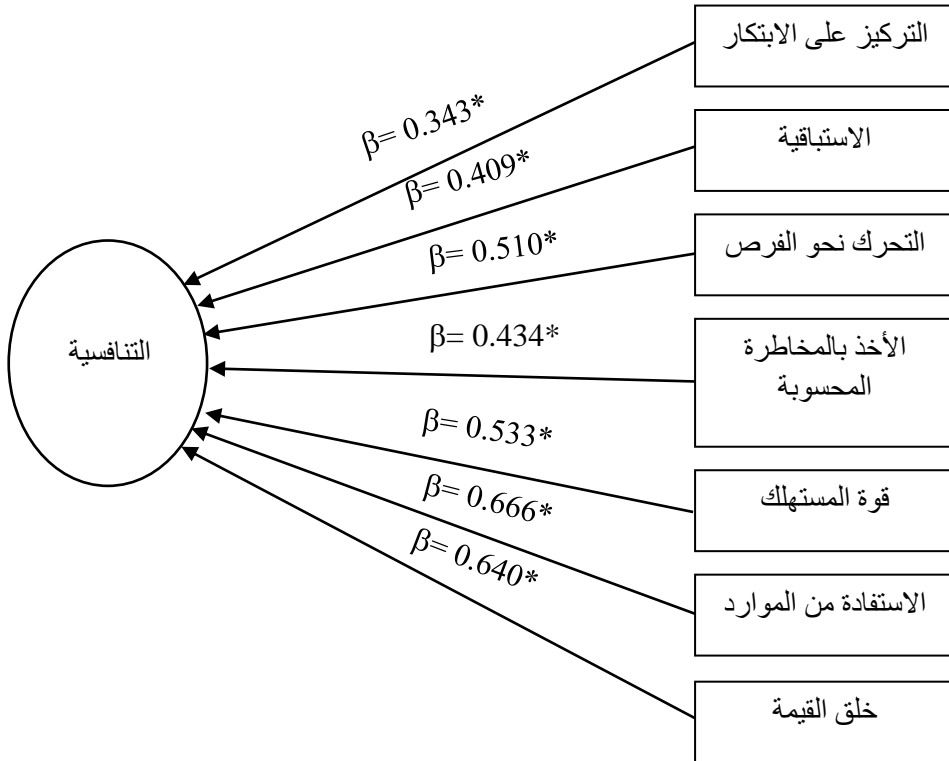 التركيز على الابتكار
β= 0.343*
الاستباقية
β= 0.409*
التحرك نحو الفرص
β= 0.510*
الأخذ بالمخاطرة
المحسوبة
β= 0.434*
التنافسية
قوة المستهلك
β= 0.533*
الاستفادة من الموارد
β= 0.666*
خلق القيمة
β= 0.640*